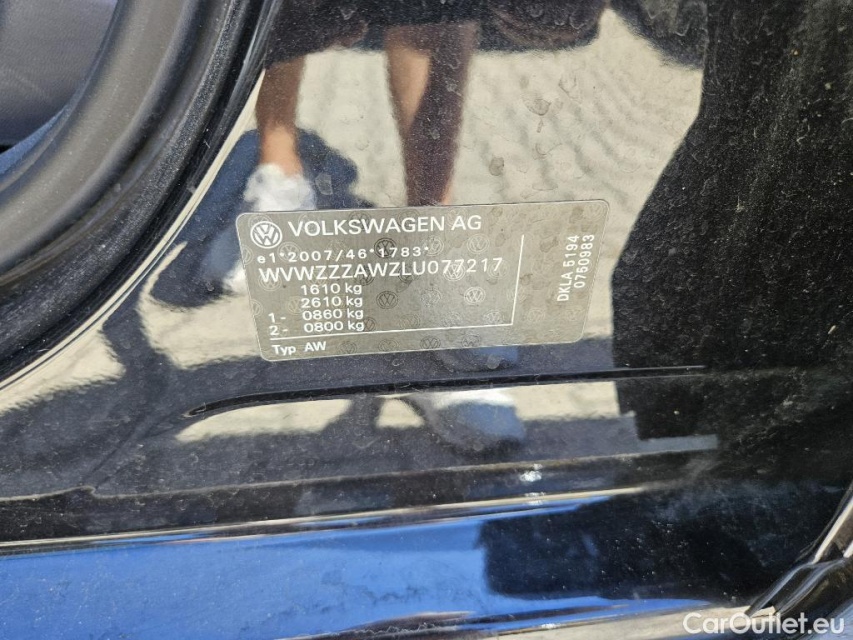 VOLKSWAGEN AG
e1*2007/46*1783*
WVWZZZAWZLU077217
1610 kg
2610 kg
1- 0860 kg
2- 0800 kg
Typ AW
DKLA 5194
0750983
CarOutlet.eu